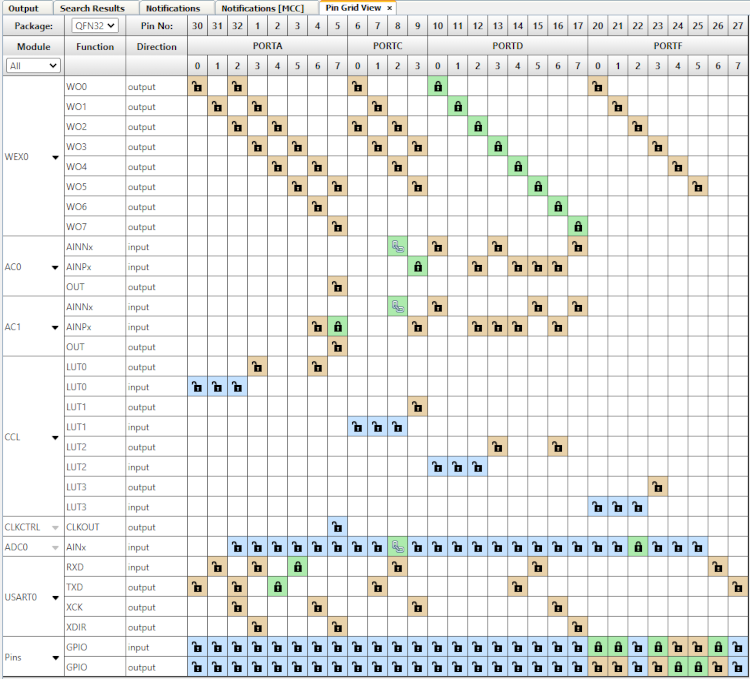 Output Search Results Notifications Notifications [MCC] Pin Grid View ×
Package: QFN32 Pin No: 30 31 32 1 2 3 4 5 6 7 8 9 10 11 12 13 14 15 16 17 20 21 22 23 24 25 26 27
Module Function Direction PORTA PORTC PORTD PORTF
All 0 1 2 3 4 5 6 7 0 1 2 3 0 1 2 3 4 5 6 7 0 1 2 3 4 5 6 7
WEX0
WO0 output
WO1 output
WO2 output
WO3 output
WO4 output
WO5 output
WO6 output
WO7 output
AC0
AINNx input
AINPx input
OUT output
AC1
AINNx input
AINPx input
OUT output
CCL
LUT0 output
LUT0 input
LUT1 output
LUT1 input
LUT2 output
LUT2 input
LUT3 output
LUT3 input
CLKCTRL CLKOUT output
ADC0 AINx input
USART0
RXD input
TXD output
XCK output
XDIR output
Pins
GPIO input
GPIO output